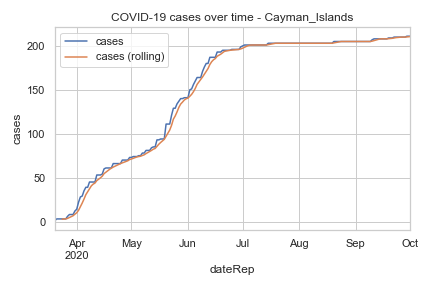 COVID-19 cases over time - Cayman_Islands
cases
cases (rolling)
200
150
100
50
0
cases
Apr
2020
May
Jun
Jul
Aug
Sep
Oct
dateRep